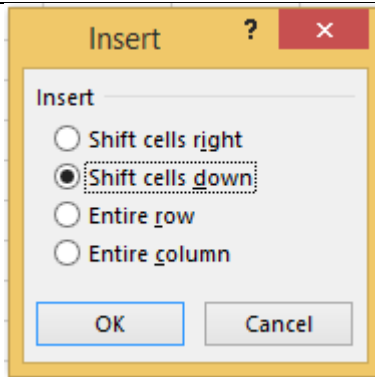 Insert ? ×
Insert
Shift cells right
Shift cells down
Entire row
Entire column
OK Cancel